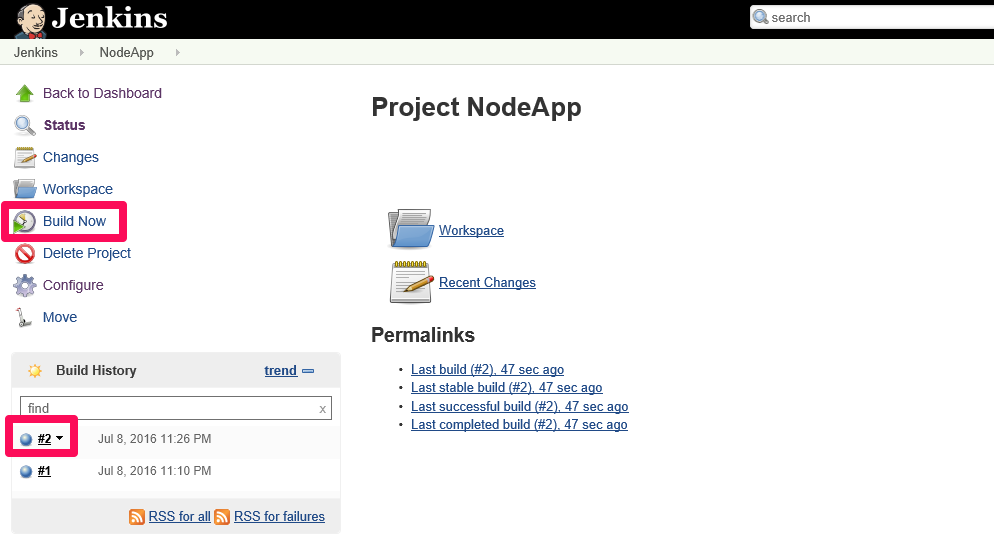 Jenkins
search
Jenkins NodeApp
Back to Dashboard
Status
Changes
Workspace
Build Now
Delete Project
Configure
Move
Build History trend
find x
#2 Jul 8, 2016 11:26 PM
#1 Jul 8, 2016 11:10 PM
RSS for all RSS for failures
Project NodeApp
Workspace
Recent Changes
Permalinks
• Last build (#2), 47 sec ago
• Last stable build (#2), 47 sec ago
• Last successful build (#2), 47 sec ago
• Last completed build (#2), 47 sec ago